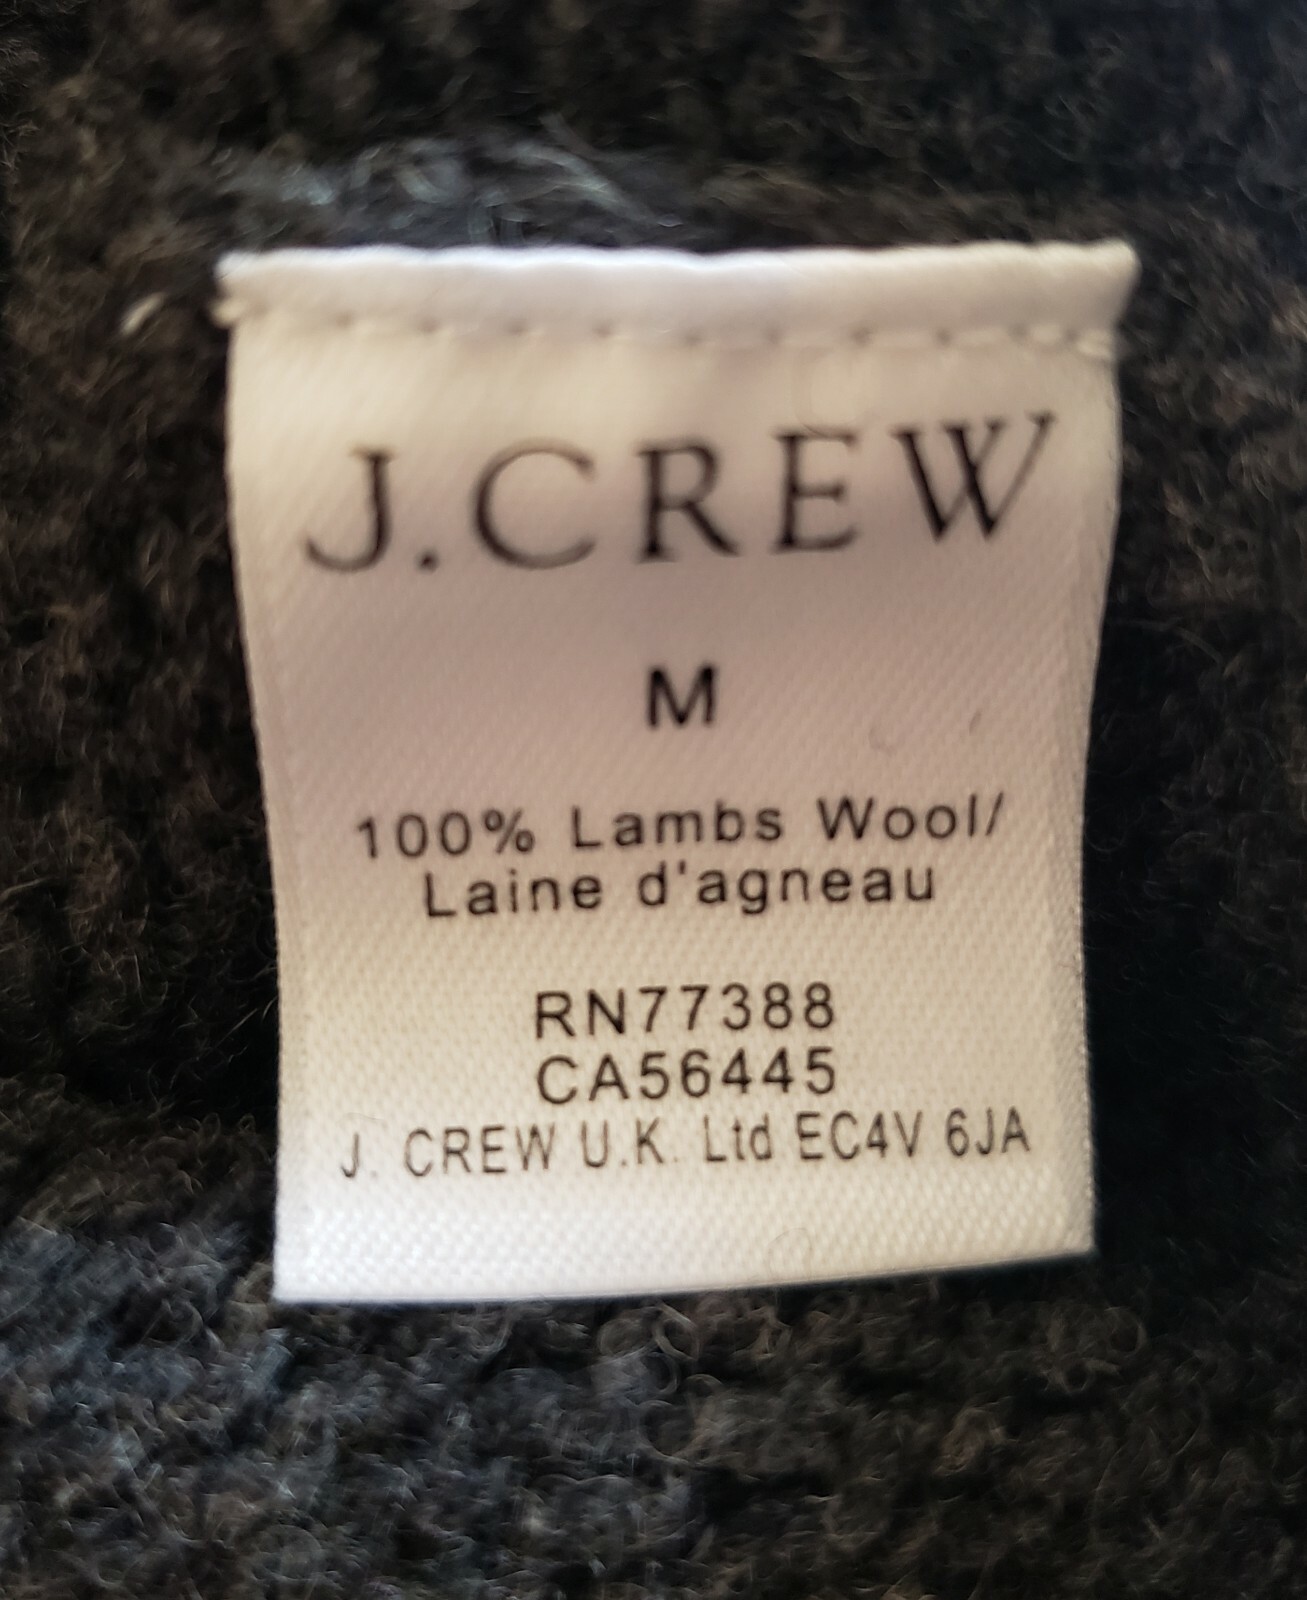 J.CREW
M
100% Lambs Wool/
Laine d'agneau
RN77388
CA56445
J. CREW U.K. Ltd EC4V 6JA